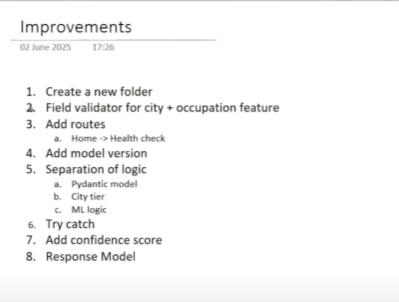 Improvements
02 June 2025 17:26
1. Create a new folder
2. Field validator for city + occupation feature
3. Add routes
a. Home -> Health check
4. Add model version
5. Separation of logic
a. Pydantic model
b. City tier
c. ML logic
6. Try catch
7. Add confidence score
8. Response Model